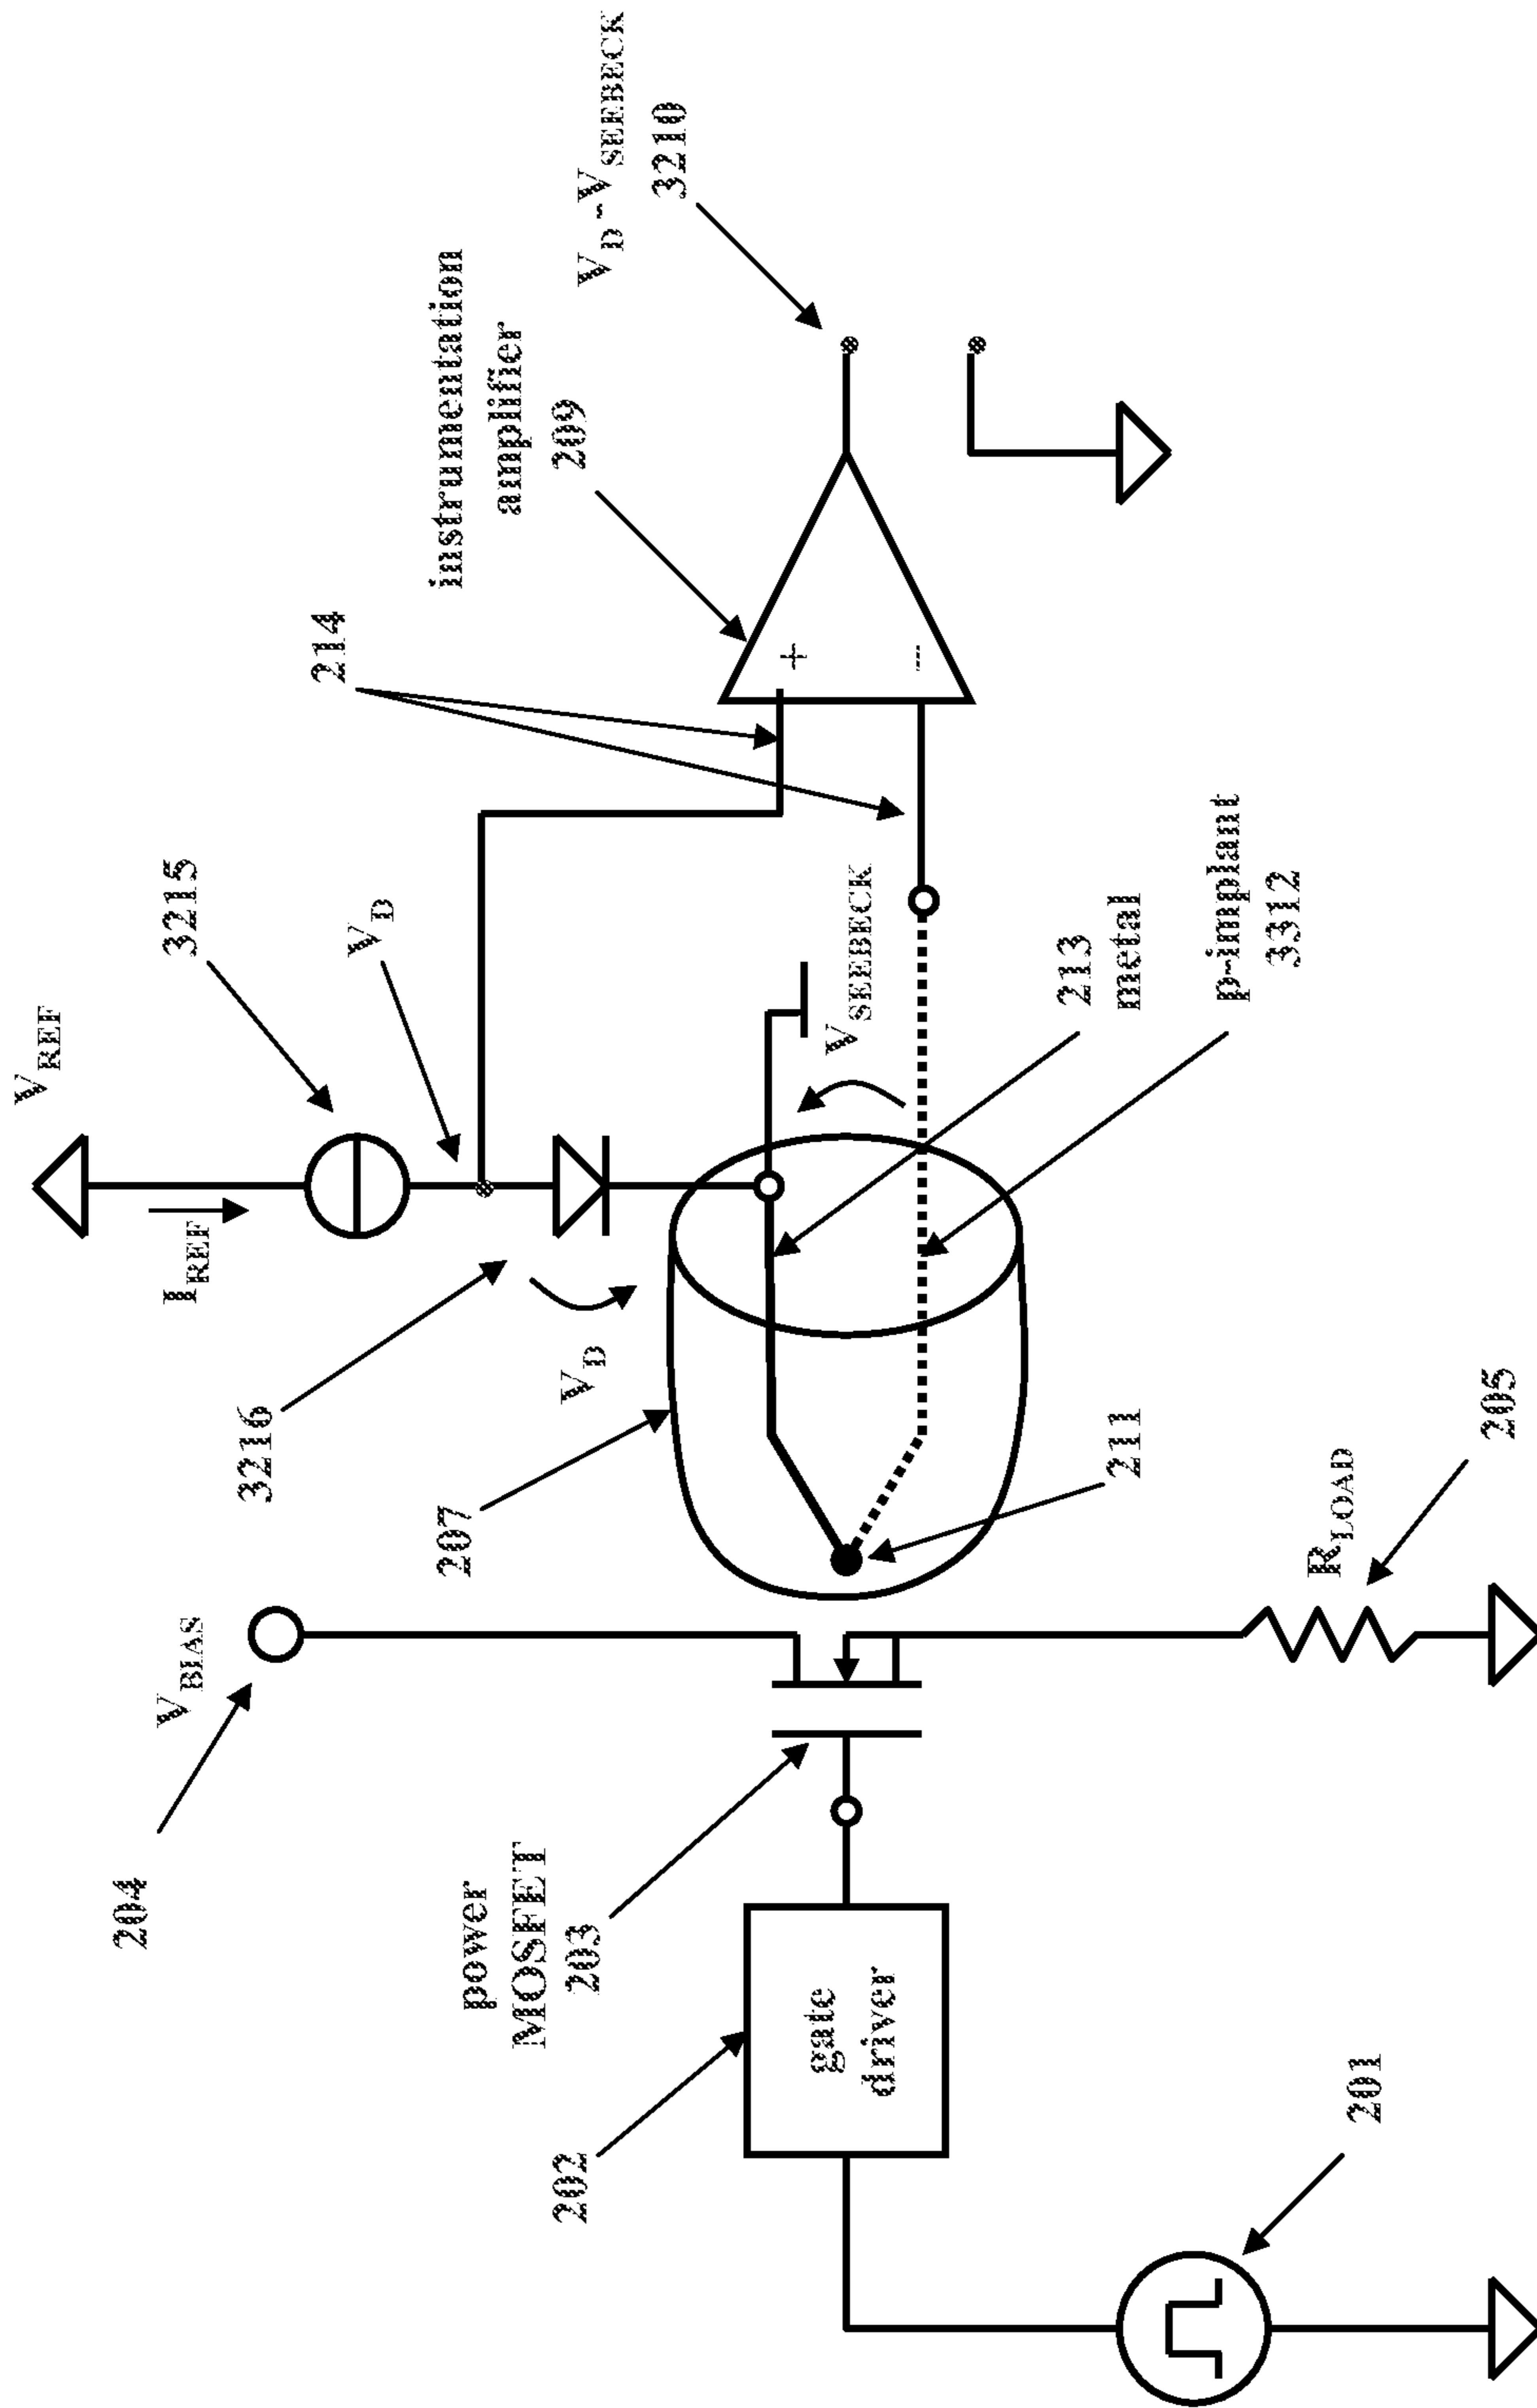 V_REF
3215
I_REF
V_D
3216
V_D
207
204
V_BIAS
214
instrumentation
amplifier
209
V_D-V_SEEBECK
3210
+
---
V_SEEBECK
213
metal
p-implant
3312
211
R_LOAD
205
power
MOSFET
203
202
gate
driver
201